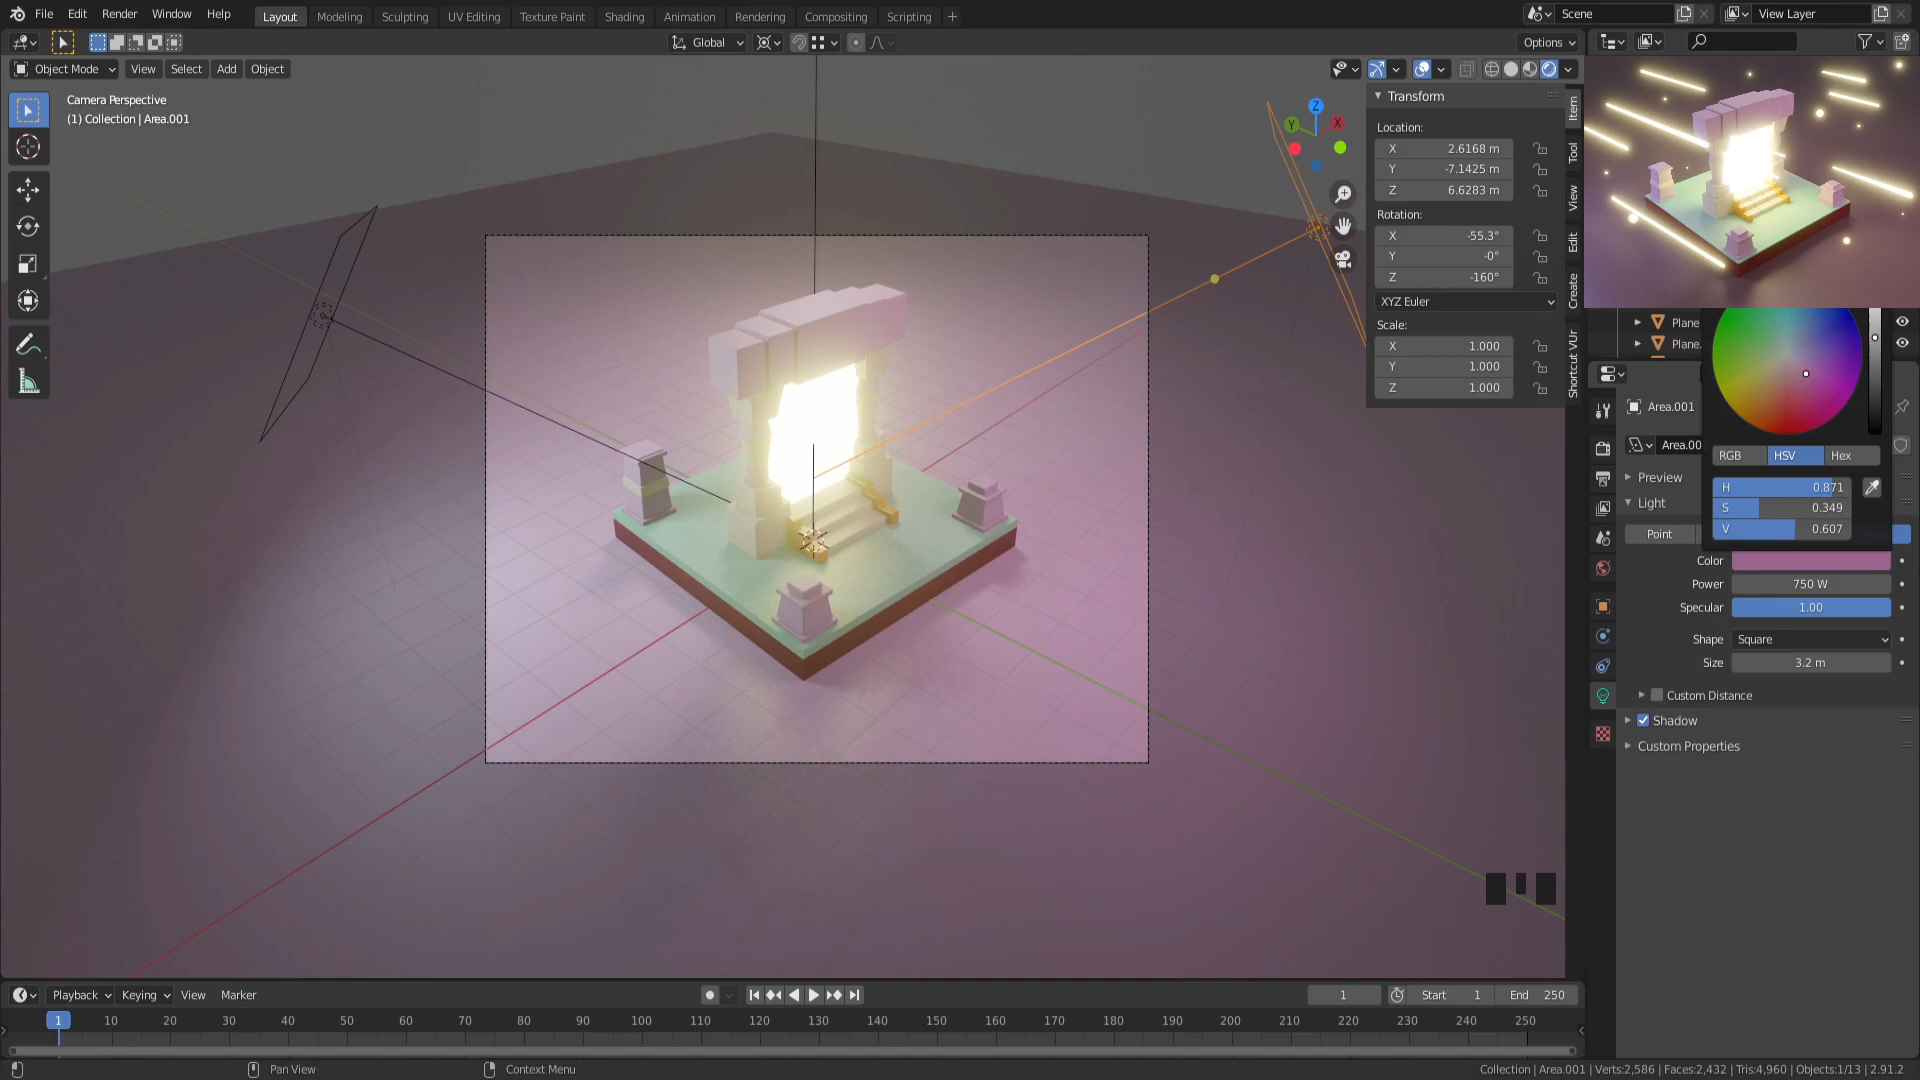 File Edit Render Window Help
Layout Modeling Sculpting UV Editing Texture Paint Shading Animation Rendering Compositing Scripting +
Scene
View Layer
Global
Options
Object Mode View Select Add Object
Camera Perspective
(1) Collection | Area.001
Z
Y
X
Transform
Location:
X 2.6168 m
Y -7.1425 m
Z 6.6283 m
Rotation:
X -55.3°
Y -0°
Z -160°
XYZ Euler
Scale:
X 1.000
Y 1.000
Z 1.000
Item
Tool
View
Edit
Create
Shortcut VUr
Plane
Plane.
Area.001
Area.00
RGB HSV Hex
H 0.871
S 0.349
V 0.607
Preview
Light
Point
Color
Power 750 W
Specular 1.00
Shape Square
Size 3.2 m
Custom Distance
Shadow
Custom Properties
Playback Keying View Marker
1
Start 1
End 250
1 10 20 30 40 50 60 70 80 90 100 110 120 130 140 150 160 170 180 190 200 210 220 230 240 250
Pan View
Context Menu
Collection | Area.001 | Verts:2,586 | Faces:2,432 | Tris:4,960 | Objects:1/13 | 2.91.2